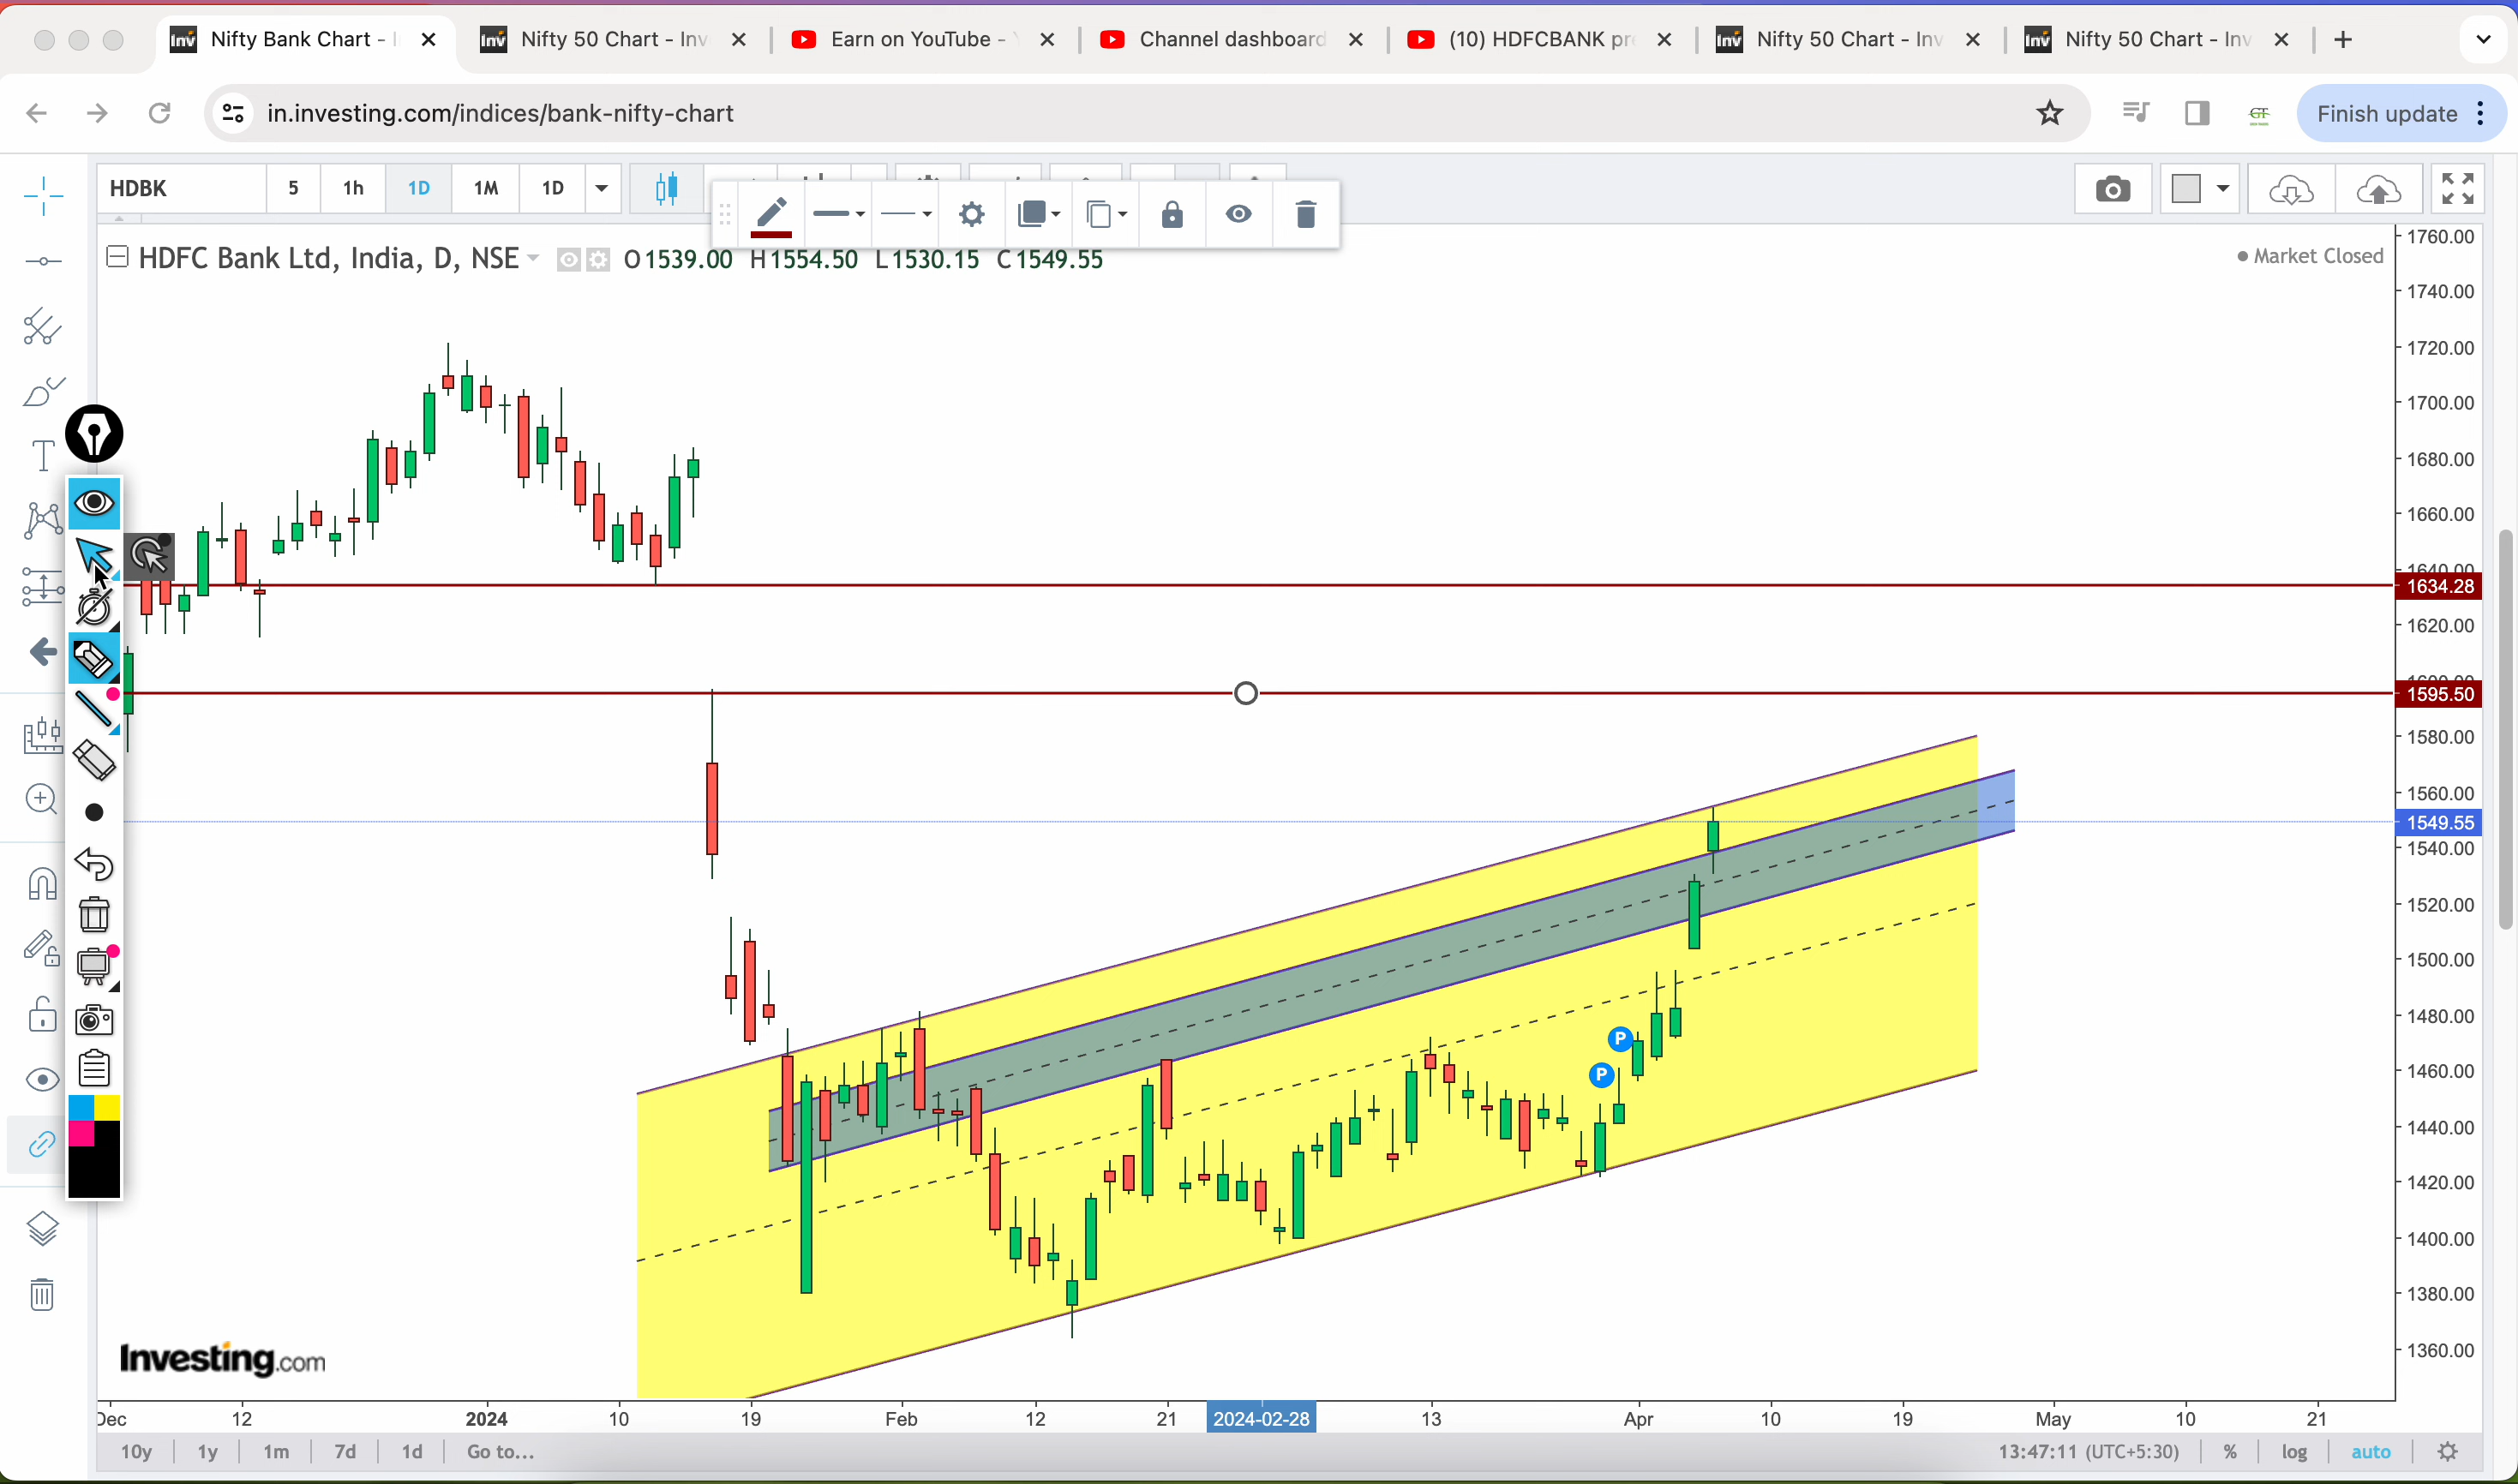 Nifty Bank Chart - I
Nifty 50 Chart - Inv
Earn on YouTube - Y
Channel dashboard
(10) HDFCBANK pr
Nifty 50 Chart - Inv
Nifty 50 Chart - Inv
in.investing.com/indices/bank-nifty-chart
Finish update
HDBK 5 1h 1D 1M 1D
HDFC Bank Ltd, India, D, NSE O1539.00 H1554.50 L1530.15 C1549.55
Market Closed
1760.00
1740.00
1720.00
1700.00
1680.00
1660.00
1640.00
1634.28
1620.00
1595.50
1580.00
1560.00
1549.55
1540.00
1520.00
1500.00
1480.00
1460.00
1440.00
1420.00
1400.00
1380.00
1360.00
P
P
Investing.com
Dec 12 2024 10 19 Feb 12 21 2024-02-28 13 Apr 10 19 May 10 21
10y 1y 1m 7d 1d Go to... 13:47:11 (UTC+5:30) % log auto